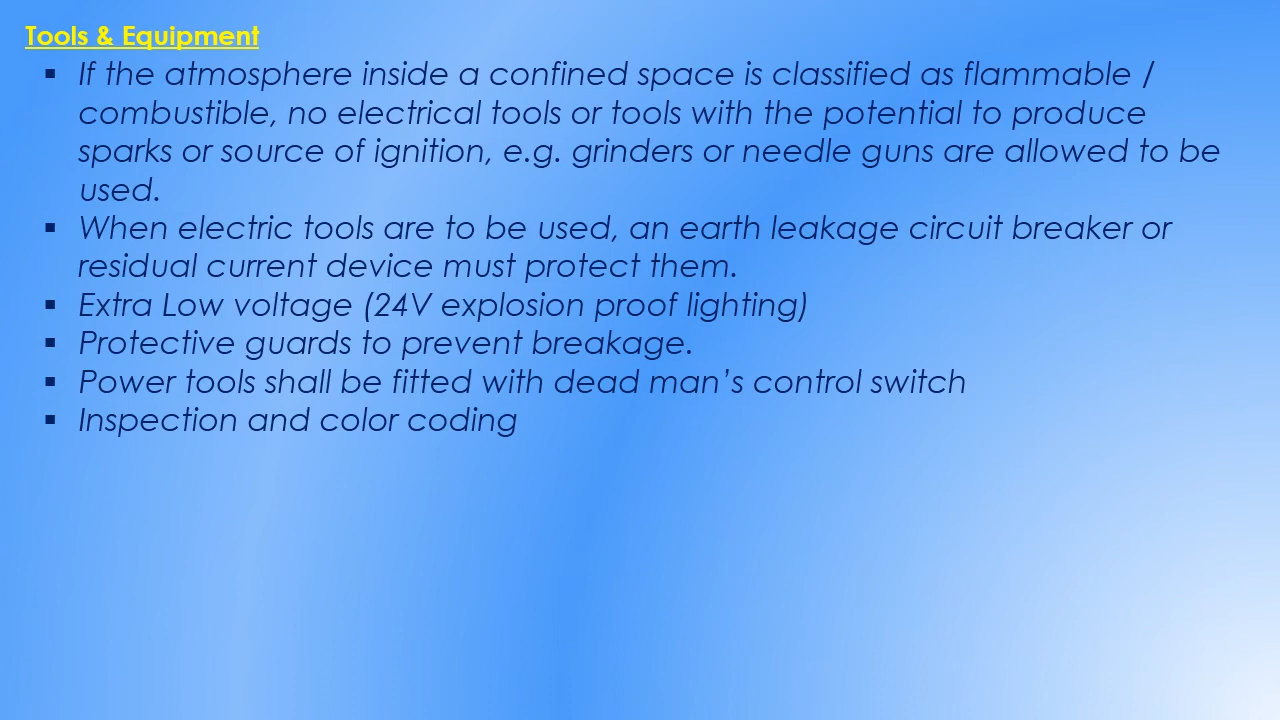 Tools & Equipment
▪ If the atmosphere inside a confined space is classified as flammable /
combustible, no electrical tools or tools with the potential to produce
sparks or source of ignition, e.g. grinders or needle guns are allowed to be
used.
▪ When electric tools are to be used, an earth leakage circuit breaker or
residual current device must protect them.
▪ Extra Low voltage (24V explosion proof lighting)
▪ Protective guards to prevent breakage.
▪ Power tools shall be fitted with dead man’s control switch
▪ Inspection and color coding